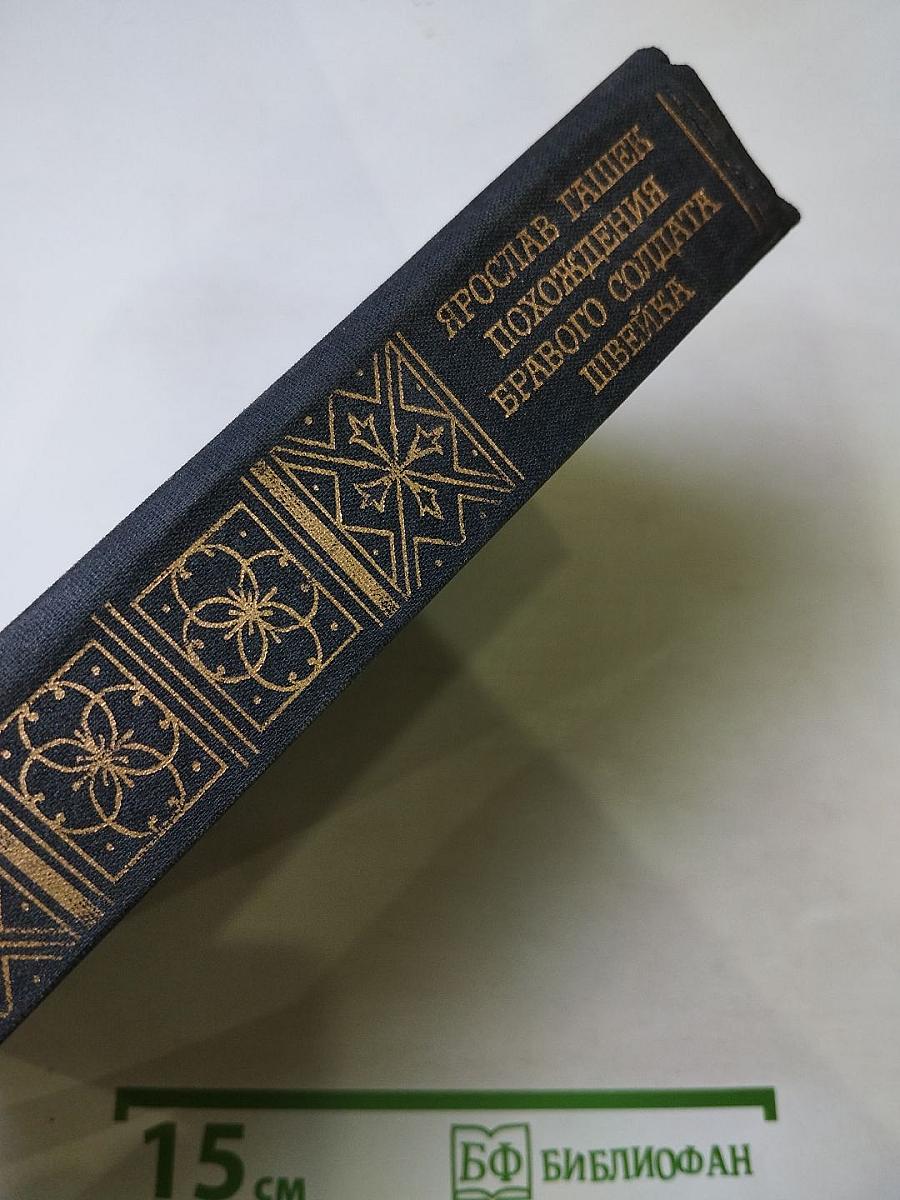 ЯРОСЛАВ ГАШЕК
ПОХОЖДЕНИЯ
БРАВОГО СОЛДАТА
ШВЕЙКА
15 см
БФ БИБЛИОФАН